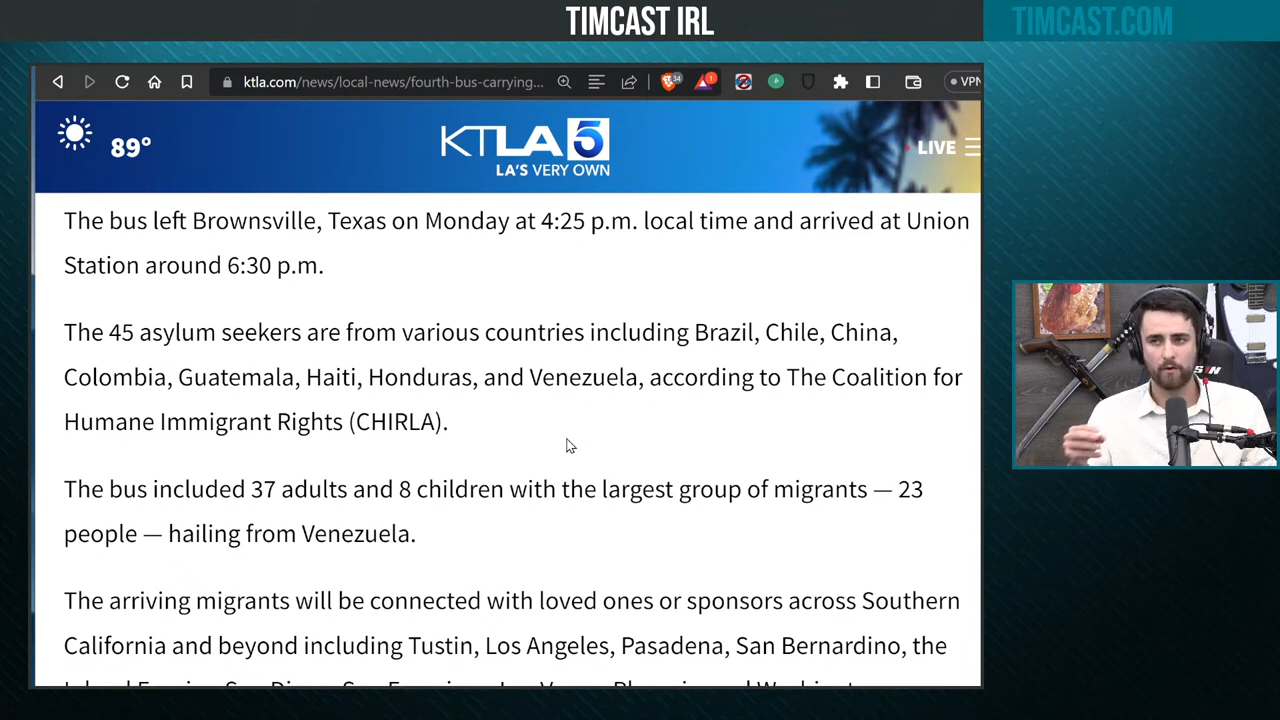 TIMCAST IRL
TIMCAST.COM
ktla.com/news/local-news/fourth-bus-carrying...
34
1
VPN
89°
KTLA 5
LA'S VERY OWN
LIVE
The bus left Brownsville, Texas on Monday at 4:25 p.m. local time and arrived at Union
Station around 6:30 p.m.
The 45 asylum seekers are from various countries including Brazil, Chile, China,
Colombia, Guatemala, Haiti, Honduras, and Venezuela, according to The Coalition for
Humane Immigrant Rights (CHIRLA).
The bus included 37 adults and 8 children with the largest group of migrants — 23
people — hailing from Venezuela.
The arriving migrants will be connected with loved ones or sponsors across Southern
California and beyond including Tustin, Los Angeles, Pasadena, San Bernardino, the